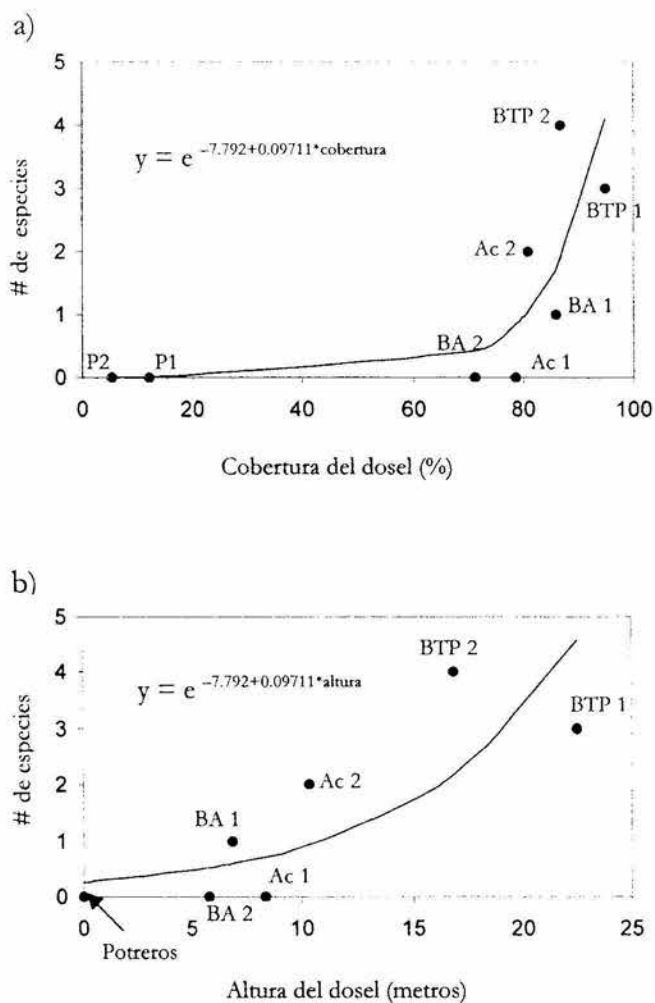 a)
5
4
3
2
1
0
# de especies
y = e -7.792+0.09711*cobertura
BTP 2
BTP 1
Ac 2
BA 1
BA 2
Ac 1
P2
P1
0 20 40 60 80 100
Cobertura del dosel (%)
b)
5
4
3
2
1
0
# de especies
y = e -7.792+0.09711*altura
BTP 2
BTP 1
Ac 2
BA 1
Ac 1
BA 2
0 5 10 15 20 25
Potreros
Altura del dosel (metros)